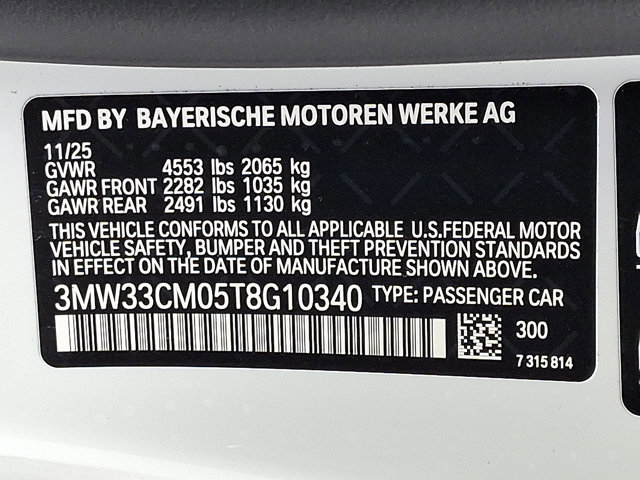 MFD BY BAYERISCHE MOTOREN WERKE AG
11/25
GVWR 4553 lbs 2065 kg
GAWR FRONT 2282 lbs 1035 kg
GAWR REAR 2491 lbs 1130 kg
THIS VEHICLE CONFORMS TO ALL APPLICABLE U.S.FEDERAL MOTOR
VEHICLE SAFETY, BUMPER AND THEFT PREVENTION STANDARDS
IN EFFECT ON THE DATE OF MANUFACTURE SHOWN ABOVE.
3MW33CM05T8G10340 TYPE: PASSENGER CAR
300
7 315 814